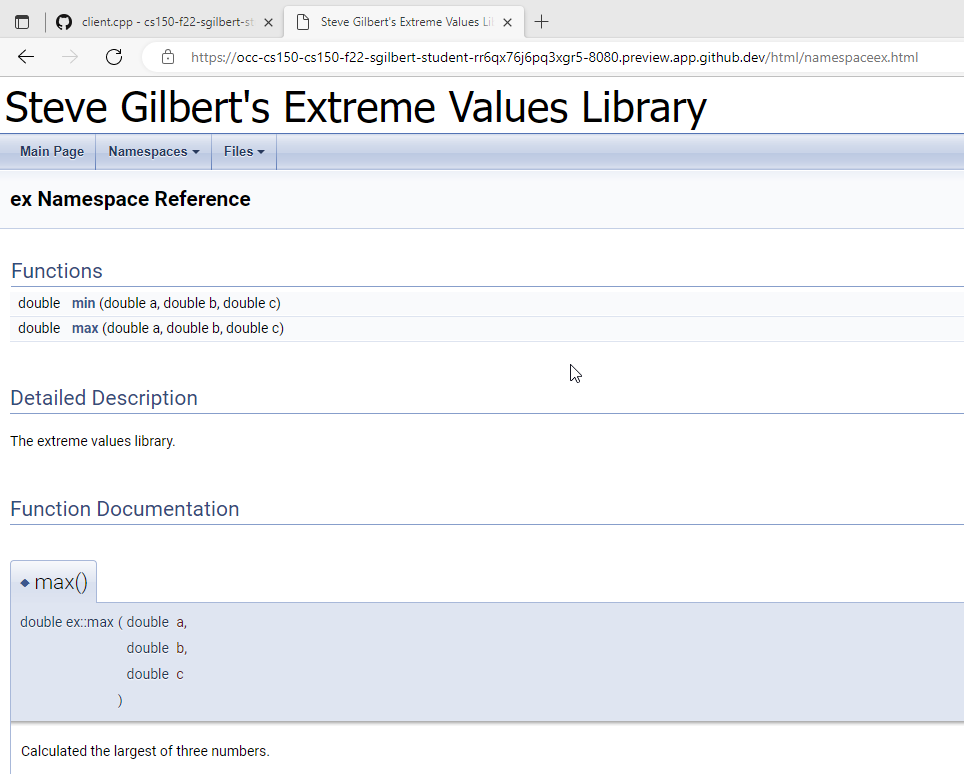 client.cpp - cs150-f22-sgilbert-st
Steve Gilbert's Extreme Values Li
https://occ-cs150-cs150-f22-sgilbert-student-rr6qx76j6pq3xgr5-8080.preview.app.github.dev/html/namespaceex.html
Steve Gilbert's Extreme Values Library
Main Page Namespaces Files
ex Namespace Reference
Functions
double min (double a, double b, double c)
double max (double a, double b, double c)
Detailed Description
The extreme values library.
Function Documentation
max()
double ex::max ( double a,
double b,
double c
)
Calculated the largest of three numbers.